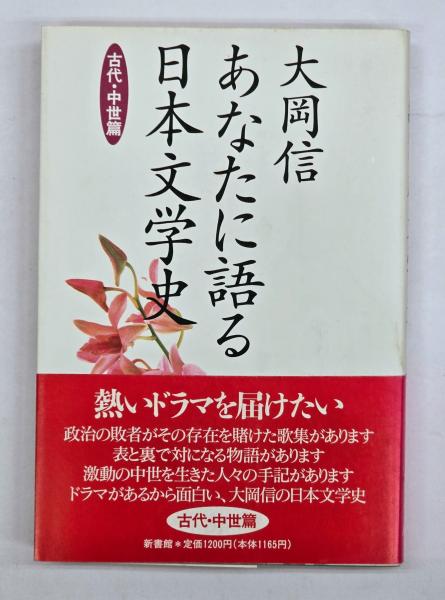 大岡信
あなたに語る
日本文学史
古代・中世篇
熱いドラマを届けたい
政治の敗者がその存在を賭けた歌集があります
表と裏で対になる物語があります
激動の中世を生きた人々の手記があります
ドラマがあるから面白い、大岡信の日本文学史
古代・中世篇
新書館＊定価1200円(本体1165円)